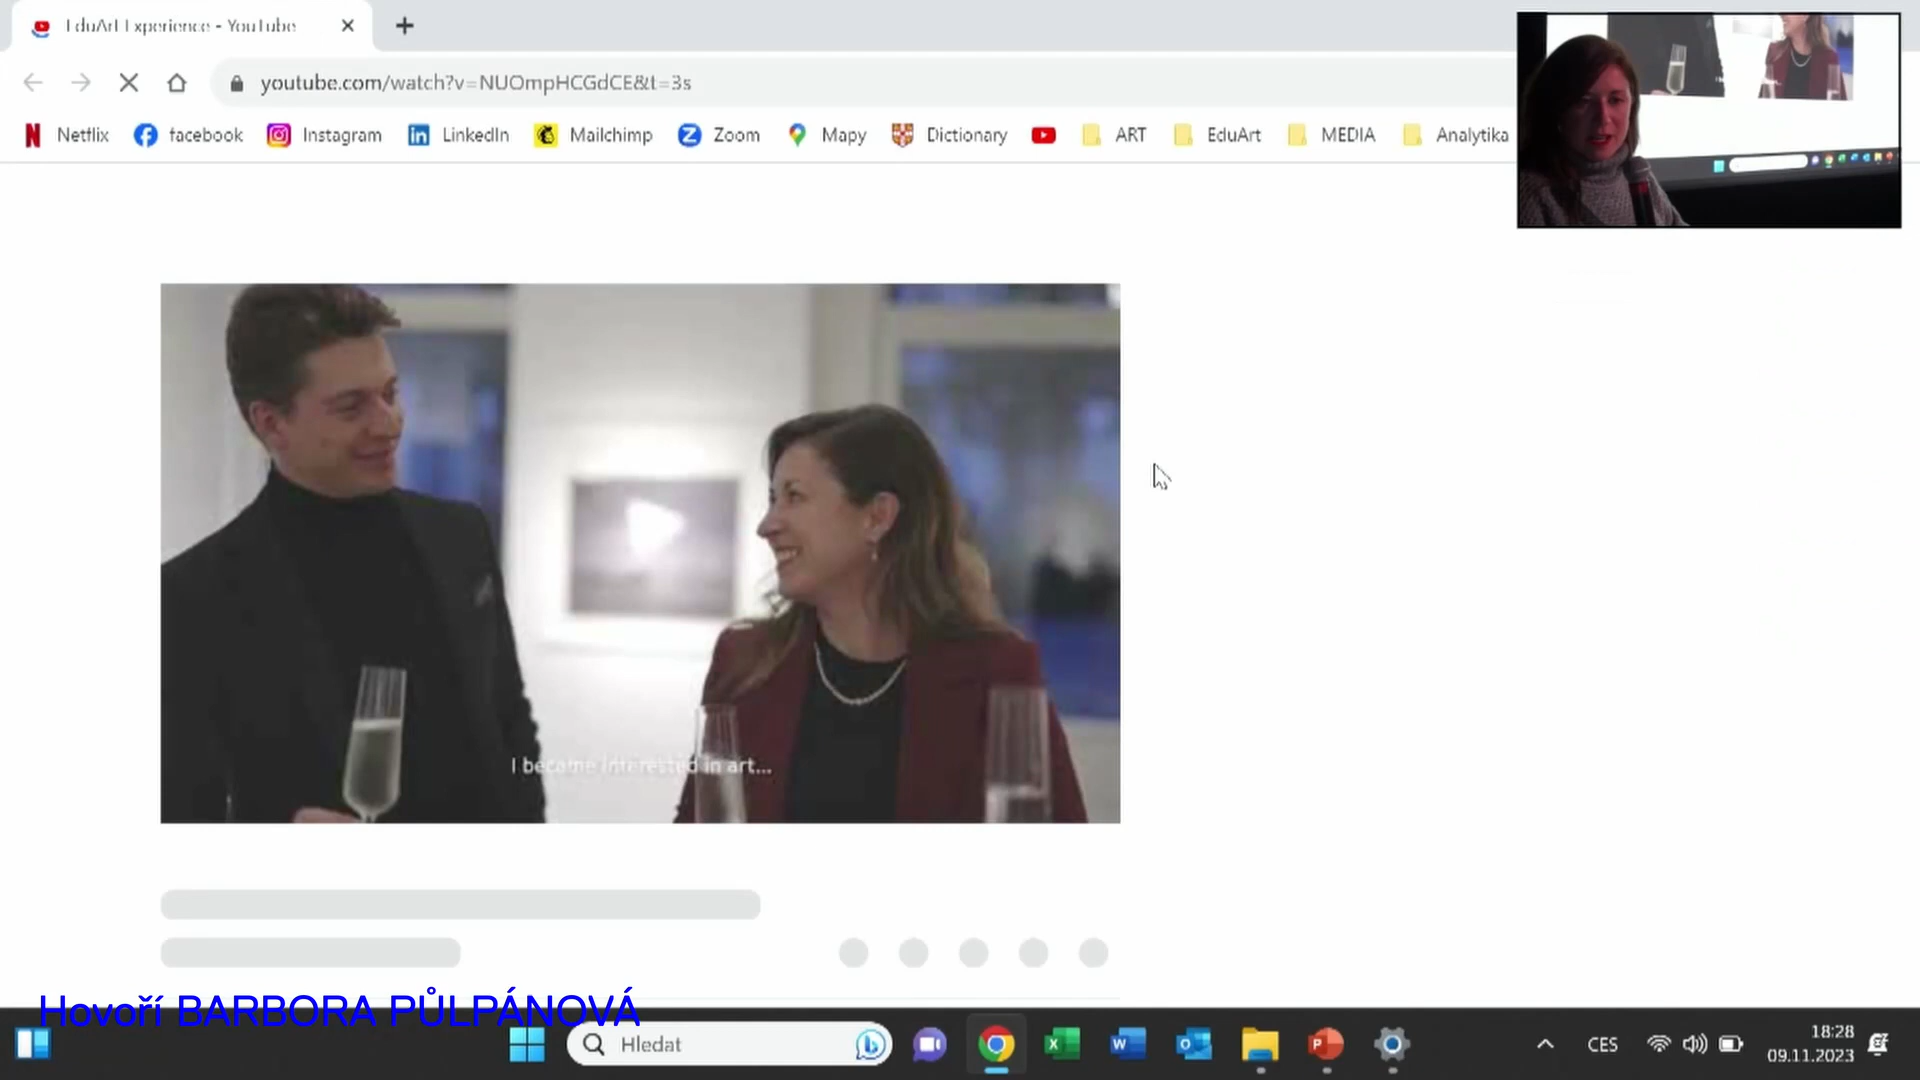 EduArt Experience - YouTube
youtube.com/watch?v=NUOmpHCGdCE&t=3s
Netflix facebook Instagram LinkedIn Mailchimp Zoom Mapy Dictionary ART EduArt MEDIA Analytika
I became interested in art...
Hovoří BARBORA PŮLPÁNOVÁ
Hledat
CES
18:28
09.11.2023